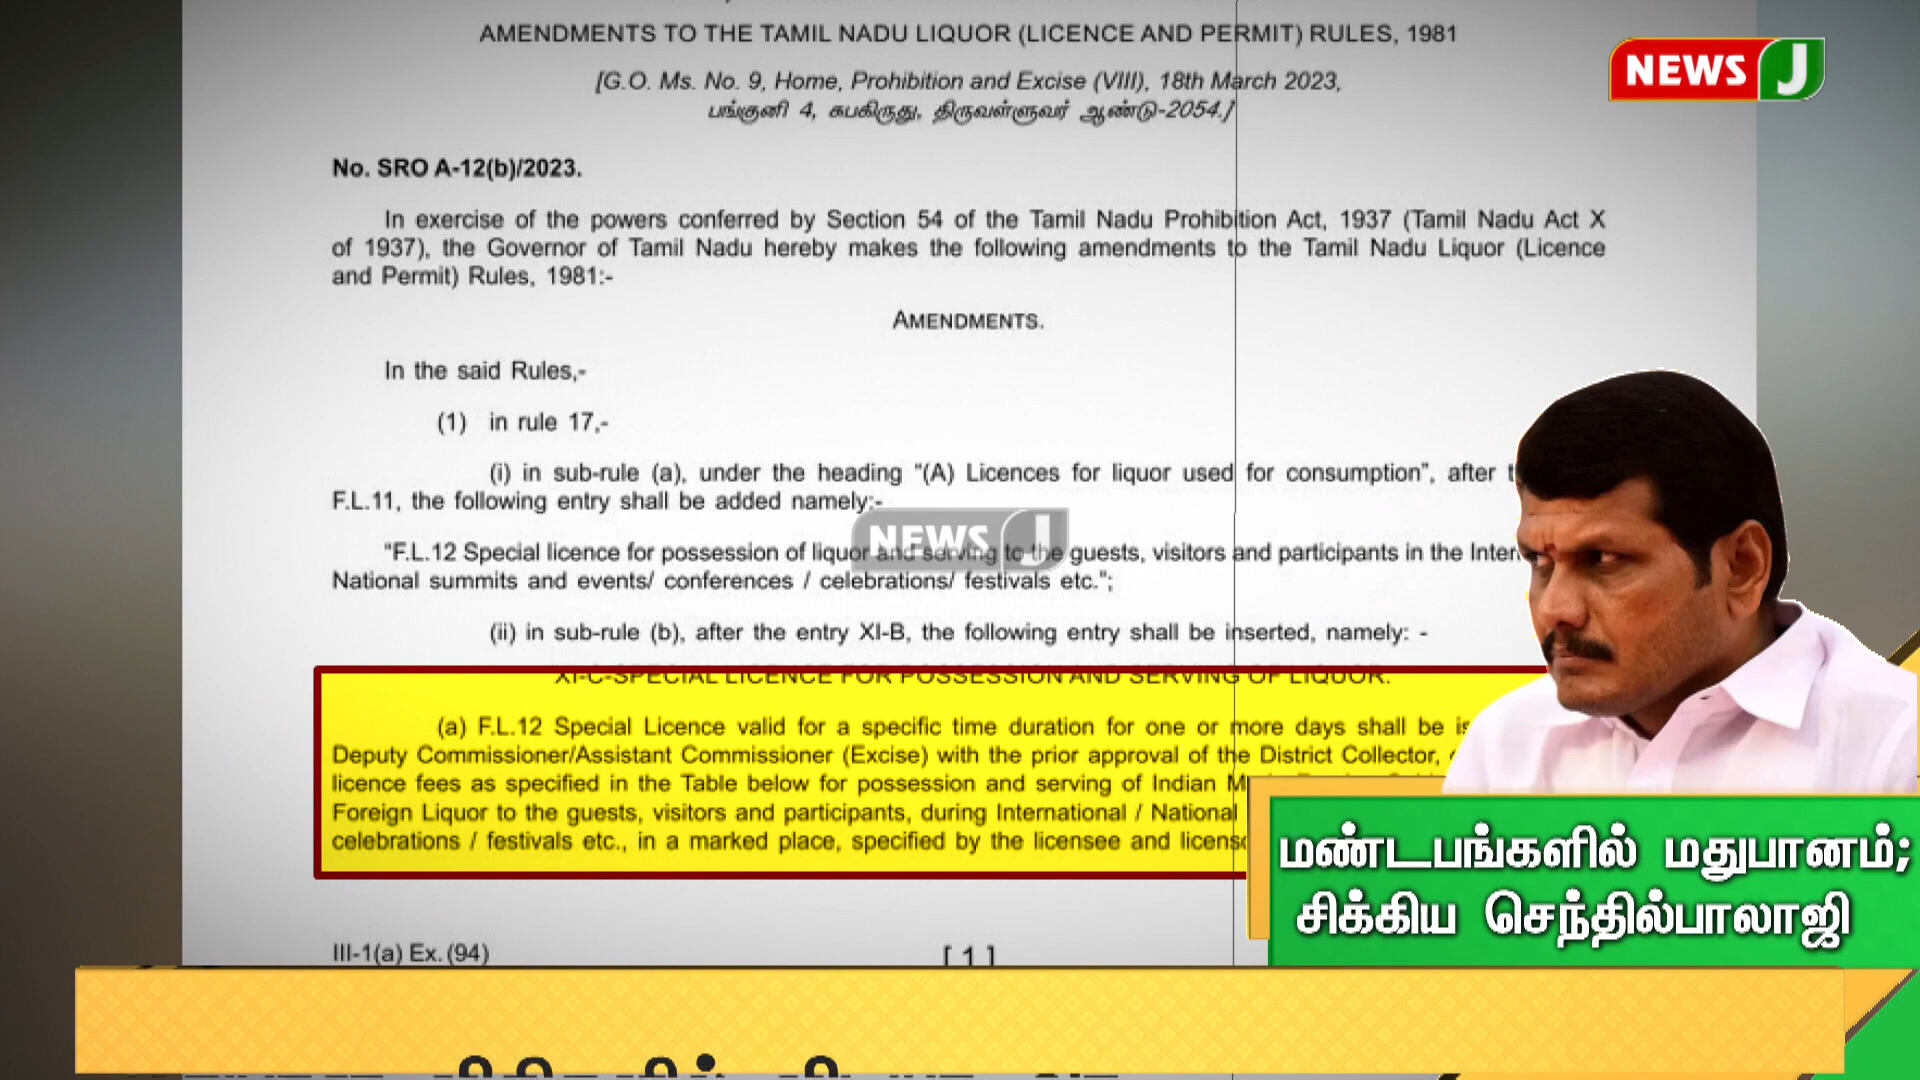 AMENDMENTS TO THE TAMIL NADU LIQUOR (LICENCE AND PERMIT) RULES, 1981
NEWS J
[G.O. Ms. No. 9, Home, Prohibition and Excise (VIII), 18th March 2023,
பங்குனி 4, சுபகிருது, திருவள்ளுவர் ஆண்டு-2054.]
No. SRO A-12(b)/2023.
In exercise of the powers conferred by Section 54 of the Tamil Nadu Prohibition Act, 1937 (Tamil Nadu Act X
of 1937), the Governor of Tamil Nadu hereby makes the following amendments to the Tamil Nadu Liquor (Licence
and Permit) Rules, 1981:-
AMENDMENTS.
In the said Rules,-
(1) in rule 17,-
(i) in sub-rule (a), under the heading "(A) Licences for liquor used for consumption", after
F.L.11, the following entry shall be added namely:-
NEWS J
"F.L.12 Special licence for possession of liquor and serving to the guests, visitors and participants in the
National summits and events/ conferences / celebrations/ festivals etc.";
(ii) in sub-rule (b), after the entry XI-B, the following entry shall be inserted, namely: -
XI-C-SPECIAL LICENCE FOR POSSESSION AND SERVING OF LIQUOR.
(a) F.L.12 Special Licence valid for a specific time duration for one or more days shall be
Deputy Commissioner/Assistant Commissioner (Excise) with the prior approval of the District Collector,
licence fees as specified in the Table below for possession and serving of Indian
Foreign Liquor to the guests, visitors and participants, during International / National
celebrations / festivals etc., in a marked place, specified by the licensee and
மண்டபங்களில் மதுபானம்;
சிக்கிய செந்தில்பாலாஜி
III-1(a) Ex.(94)
[ 1 ]